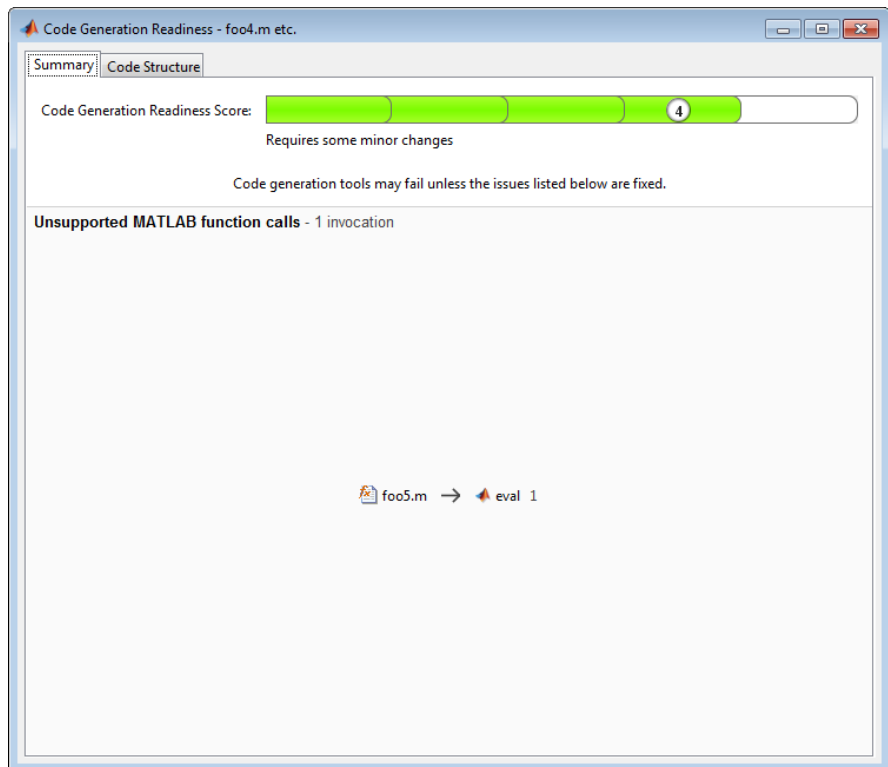 Code Generation Readiness - foo4.m etc.
Summary Code Structure
Code Generation Readiness Score: 4
Requires some minor changes
Code generation tools may fail unless the issues listed below are fixed.
Unsupported MATLAB function calls - 1 invocation
foo5.m → eval 1